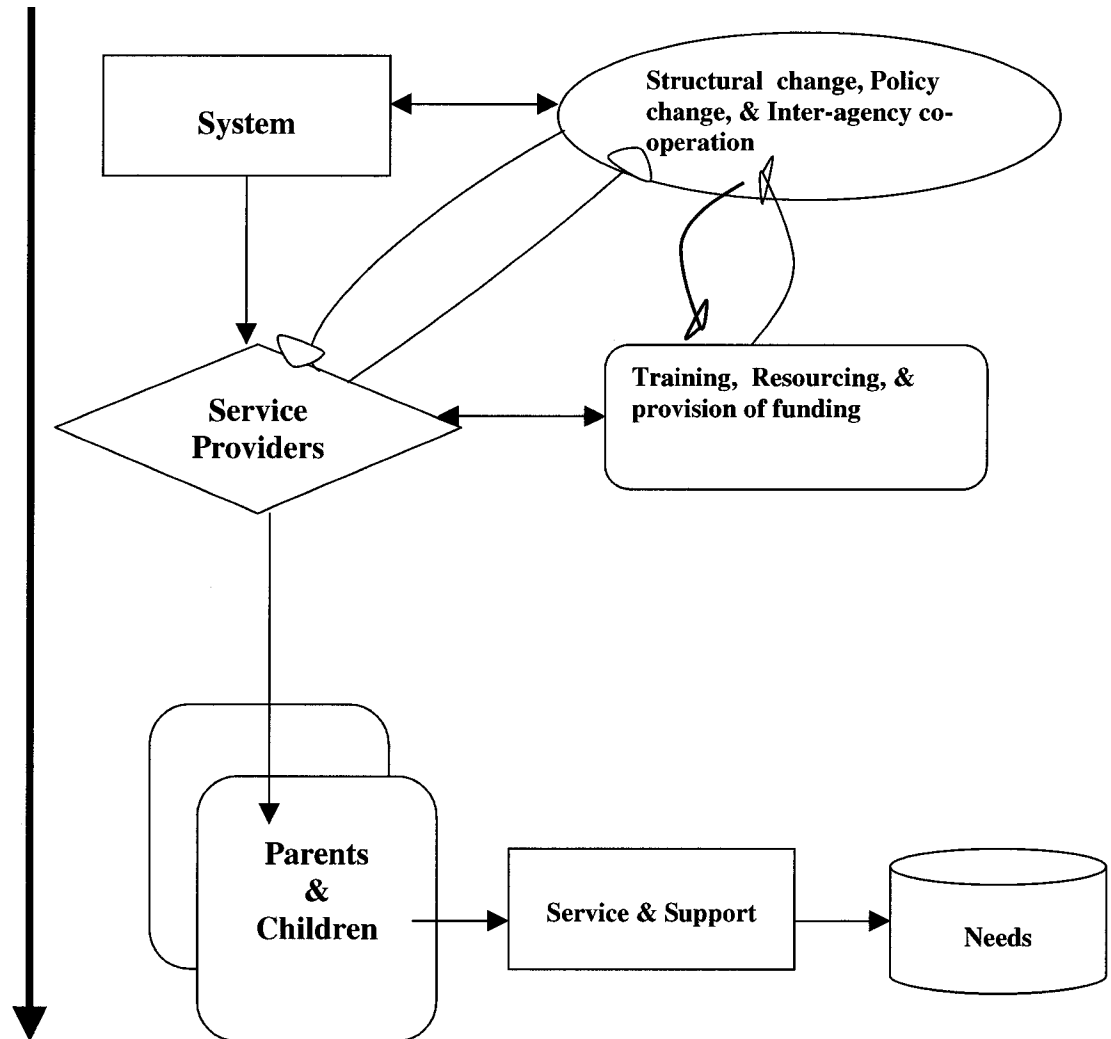 System
Structural change, Policy
change, & Inter-agency co-
operation
Service
Providers
Training, Resourcing, &
provision of funding
Parents
&
Children
Service & Support
Needs